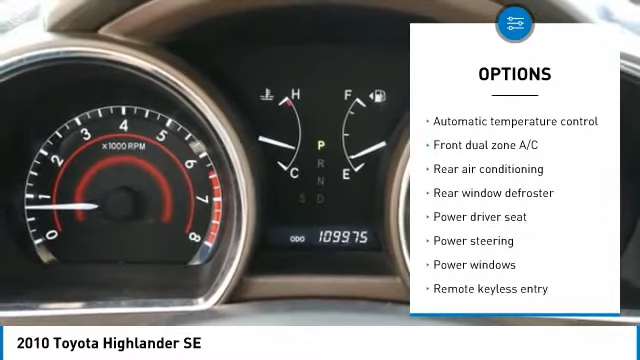 OPTIONS
· Automatic temperature control
· Front dual zone A/C
· Rear air conditioning
· Rear window defroster
· Power driver seat
· Power steering
· Power windows
· Remote keyless entry
0 1 2 3 4 5 6 7 8
×1000 RPM
H
C
F
E
P
R
N
S D
ODO 109975
2010 Toyota Highlander SE